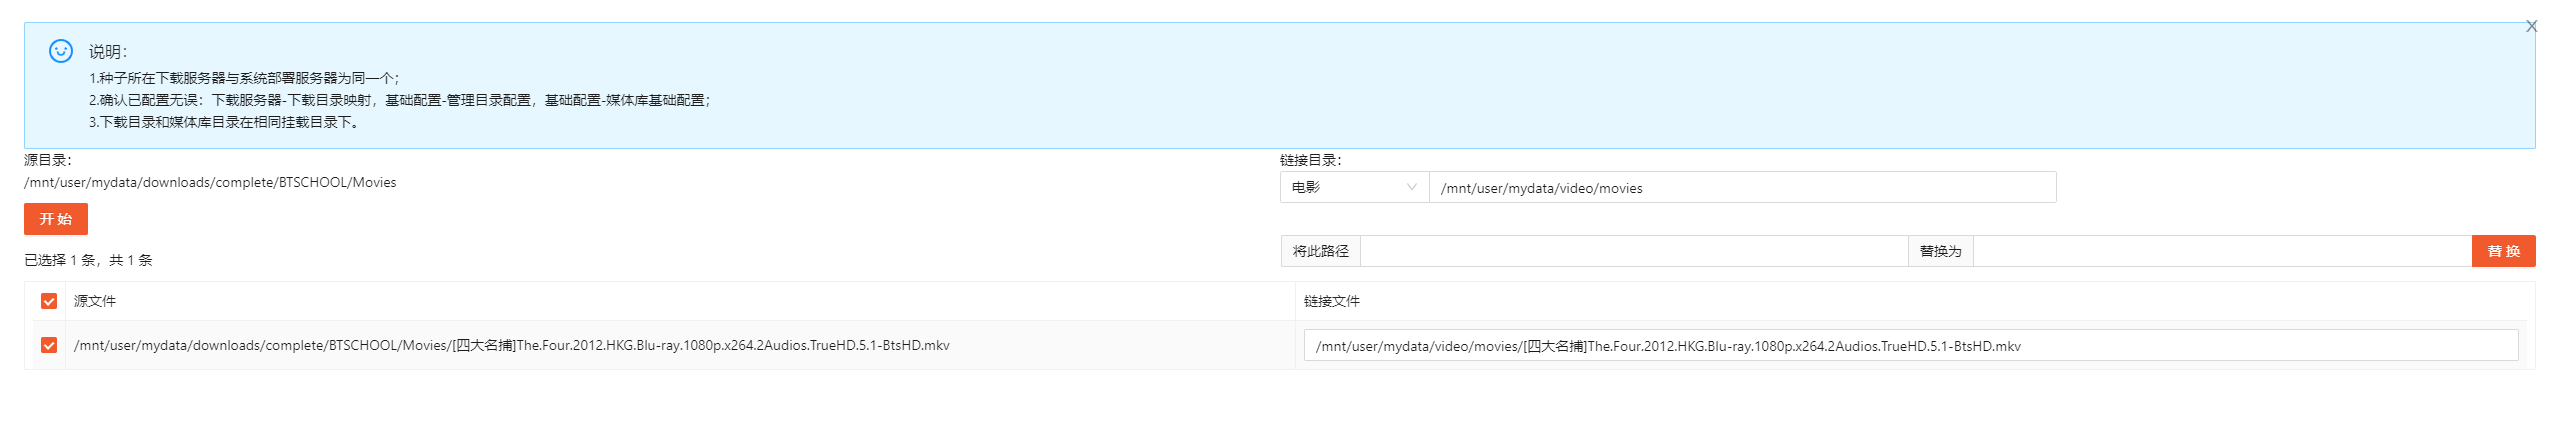 X
说明：
1.种子所在下载服务器与系统部署服务器为同一个；
2.确认已配置无误：下载服务器-下载目录映射，基础配置-管理目录配置，基础配置-媒体库基础配置；
3.下载目录和媒体库目录在相同挂载目录下。
源目录：
/mnt/user/mydata/downloads/complete/BTSCHOOL/Movies
链接目录：
电影 /mnt/user/mydata/video/movies
开 始
将此路径 替换为 替 换
已选择 1 条，共 1 条
源文件 链接文件
/mnt/user/mydata/downloads/complete/BTSCHOOL/Movies/[四大名捕]The.Four.2012.HKG.Blu-ray.1080p.x264.2Audios.TrueHD.5.1-BtsHD.mkv /mnt/user/mydata/video/movies/[四大名捕]The.Four.2012.HKG.Blu-ray.1080p.x264.2Audios.TrueHD.5.1-BtsHD.mkv